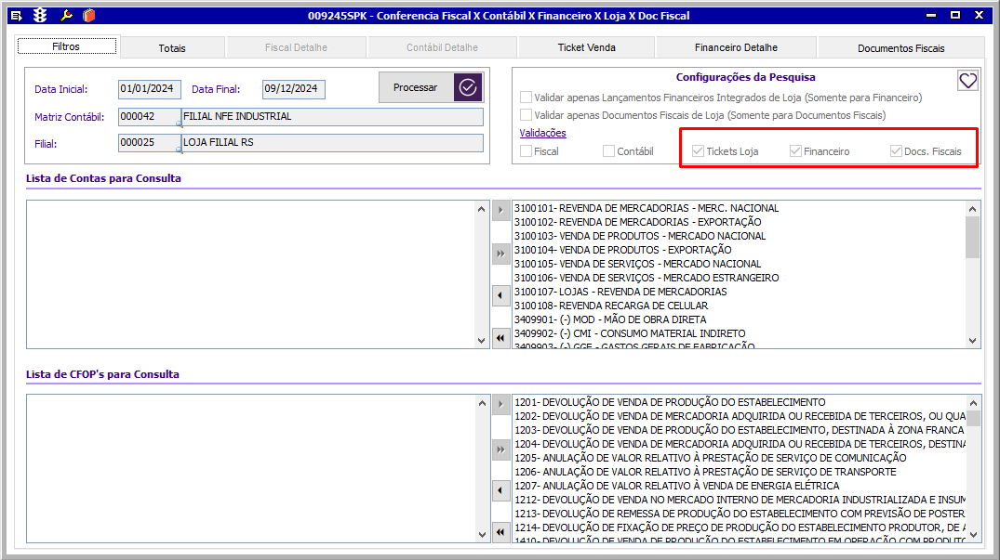 009245SPK - Conferencia Fiscal X Contábil X Financeiro X Loja X Doc Fiscal
Filtros Totais Fiscal Detalhe Contábil Detalhe Ticket Venda Financeiro Detalhe Documentos Fiscais
Data Inicial: 01/01/2024 Data Final: 09/12/2024 Processar
Matriz Contábil: 000042 FILIAL NFE INDUSTRIAL
Filial: 000025 LOJA FILIAL RS
Configurações da Pesquisa
Validar apenas Lançamentos Financeiros Integrados de Loja (Somente para Financeiro)
Validar apenas Documentos Fiscais de Loja (Somente para Documentos Fiscais)
Validações
Fiscal Contábil Tickets Loja Financeiro Docs. Fiscais
Lista de Contas para Consulta
3100101- REVENDA DE MERCADORIAS - MERC. NACIONAL
3100102- REVENDA DE MERCADORIAS - EXPORTAÇÃO
3100103- VENDA DE PRODUTOS - MERCADO NACIONAL
3100104- VENDA DE PRODUTOS - EXPORTAÇÃO
3100105- VENDA DE SERVIÇOS - MERCADO NACIONAL
3100106- VENDA DE SERVIÇOS - MERCADO ESTRANGEIRO
3100107- LOJAS - REVENDA DE MERCADORIAS
3100108- REVENDA RECARGA DE CELULAR
3409901- (-) MOD - MÃO DE OBRA DIRETA
3409902- (-) CMI - CONSUMO MATERIAL INDIRETO
3409903- (-) GGF - GASTOS GERAIS DE FABRICAÇÃO
Lista de CFOP's para Consulta
1201- DEVOLUÇÃO DE VENDA DE PRODUÇÃO DO ESTABELECIMENTO
1202- DEVOLUÇÃO DE VENDA DE MERCADORIA ADQUIRIDA OU RECEBIDA DE TERCEIROS, OU QUA
1203- DEVOLUÇÃO DE VENDA DE PRODUÇÃO DO ESTABELECIMENTO, DESTINADA À ZONA FRANCA
1204- DEVOLUÇÃO DE VENDA DE MERCADORIA ADQUIRIDA OU RECEBIDA DE TERCEIROS, DESTINA
1205- ANULAÇÃO DE VALOR RELATIVO À PRESTAÇÃO DE SERVIÇO DE COMUNICAÇÃO
1206- ANULAÇÃO DE VALOR RELATIVO À PRESTAÇÃO DE SERVIÇO DE TRANSPORTE
1207- ANULAÇÃO DE VALOR RELATIVO À VENDA DE ENERGIA ELÉTRICA
1212- DEVOLUÇÃO DE VENDA NO MERCADO INTERNO DE MERCADORIA INDUSTRIALIZADA E INSUM
1213- DEVOLUÇÃO DE REMESSA DE PRODUÇÃO DO ESTABELECIMENTO COM PREVISÃO DE POSTER
1214- DEVOLUÇÃO DE FIXAÇÃO DE PREÇO DE PRODUÇÃO DO ESTABELECIMENTO PRODUTOR, DE A
1410- DEVOLUÇÃO DE VENDA DE PRODUÇÃO DO ESTABELECIMENTO EM OPERAÇÃO COM PRODUTO